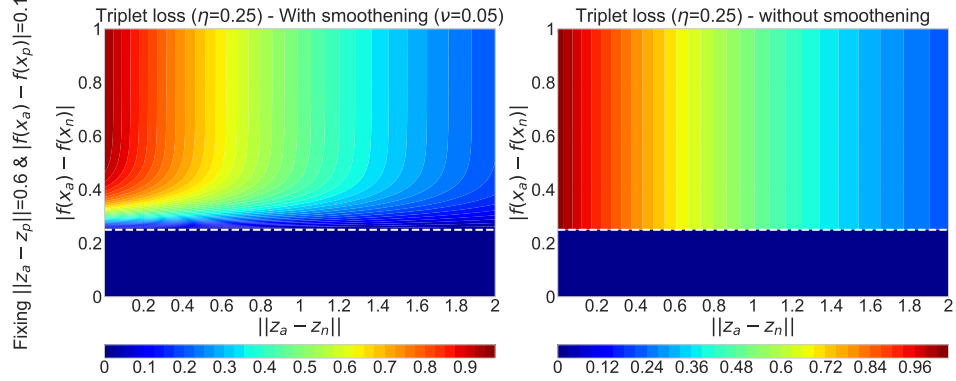 Triplet loss (η=0.25) - With smoothening (ν=0.05)
Triplet loss (η=0.25) - without smoothening
Fixing ||z_a − z_p||=0.6 & |f(x_a) − f(x_p)|=0.1
|f(x_a) − f(x_n)|
1
0.8
0.6
0.4
0.2
0
0.2 0.4 0.6 0.8 1 1.2 1.4 1.6 1.8 2
||z_a − z_n||
0 0.1 0.2 0.3 0.4 0.5 0.6 0.7 0.8 0.9
|f(x_a) − f(x_n)|
1
0.8
0.6
0.4
0.2
0
0.2 0.4 0.6 0.8 1 1.2 1.4 1.6 1.8 2
||z_a − z_n||
0 0.12 0.24 0.36 0.48 0.60 0.72 0.84 0.96